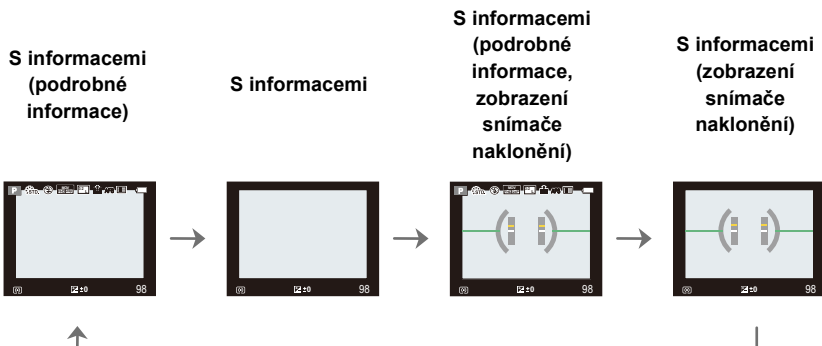 S informacemi
(podrobné
informace)
S informacemi
S informacemi
(podrobné
informace,
zobrazení
snímače
naklonění)
S informacemi
(zobrazení
snímače
naklonění)
P
±0 98
±0 98
P
±0 98
±0 98